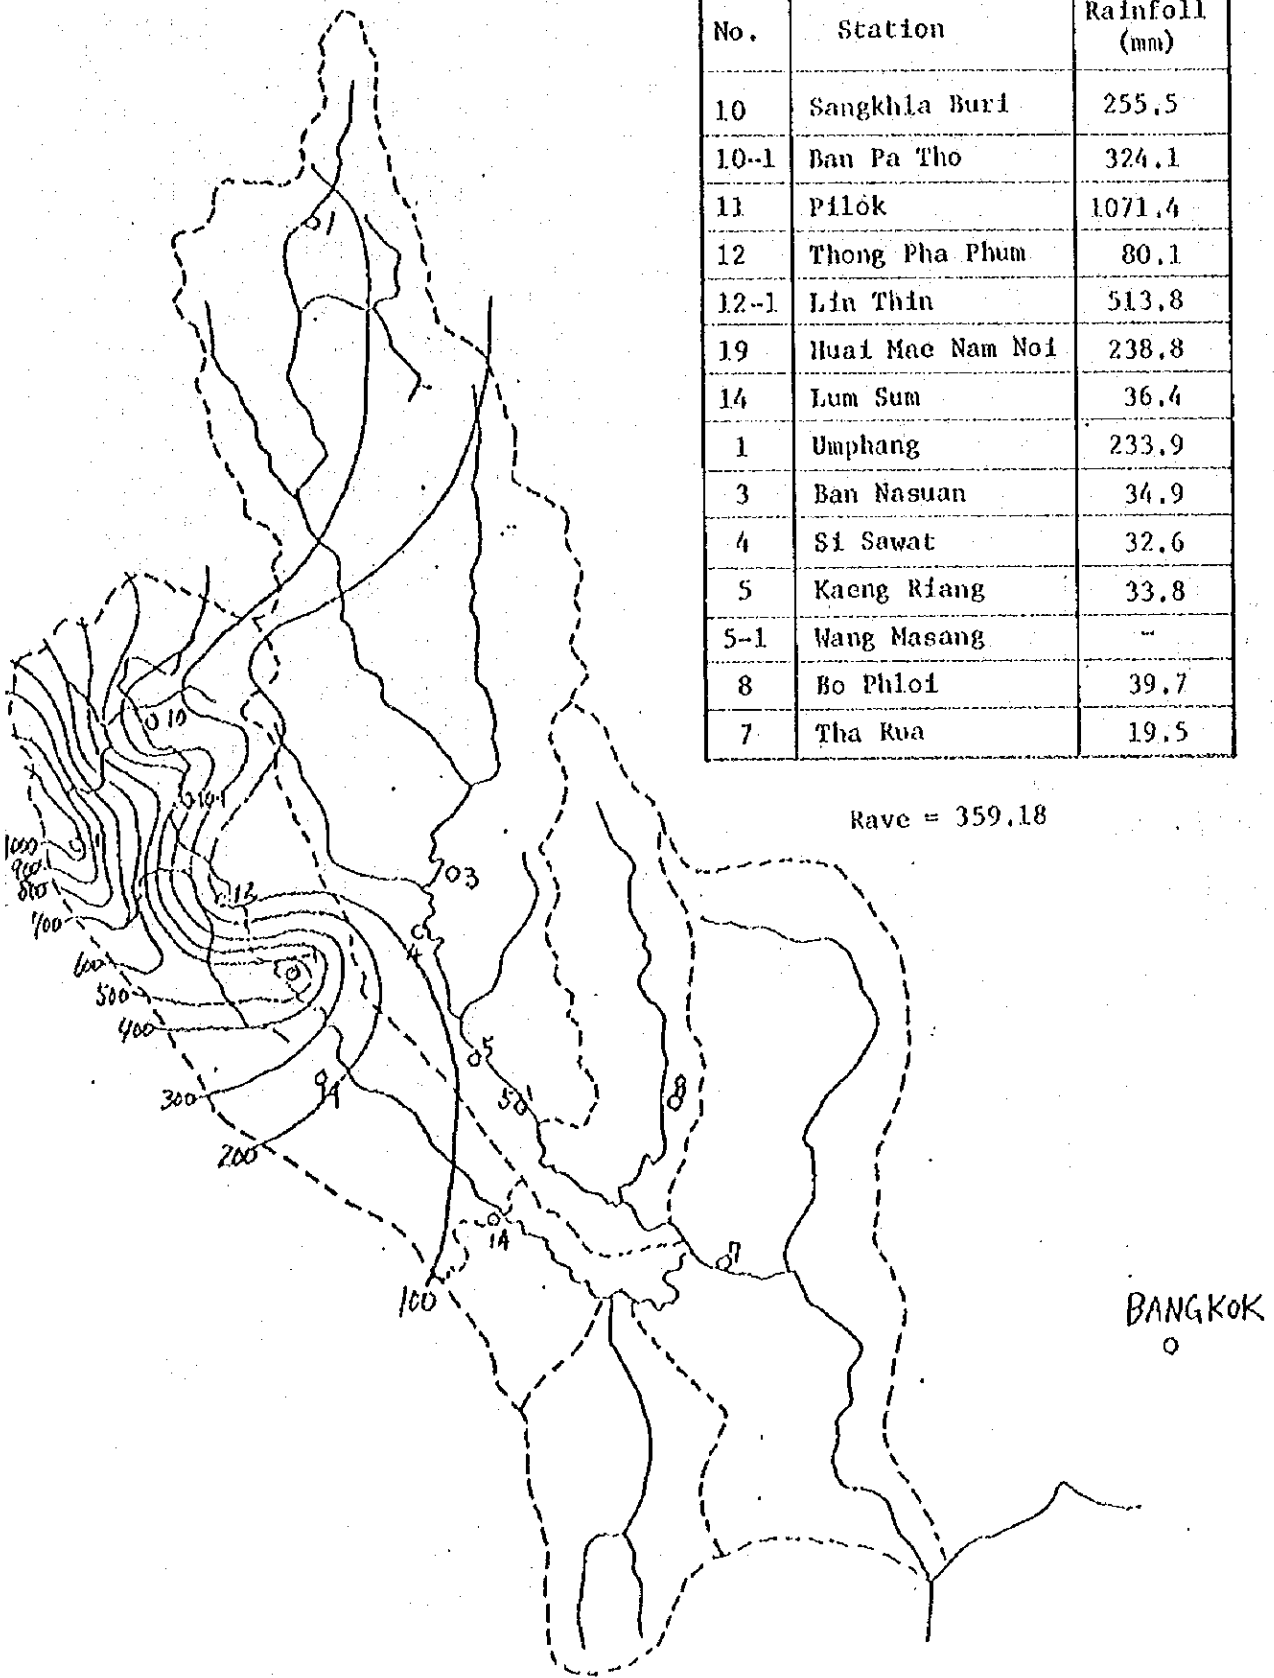 No. Station Rainfoll (mm)
10 Sangkhla Buri 255.5
10-1 Ban Pa Tho 324.1
11 Pilok 1071.4
12 Thong Pha Phum 80.1
12-1 Lin Thin 513.8
19 Huai Mae Nam Noi 238.8
14 Lum Sum 36.4
1 Umphang 233.9
3 Ban Nasuan 34.9
4 Si Sawat 32.6
5 Kaeng Riang 33.8
5-1 Wang Masang -
8 Bo Phloi 39.7
7 Tha Rua 19.5
Rave = 359.18
1
10
10-1
1000
900
800
700
12
3
4
600
500
400
5
300
8
200
14
7
100
BANGKOK